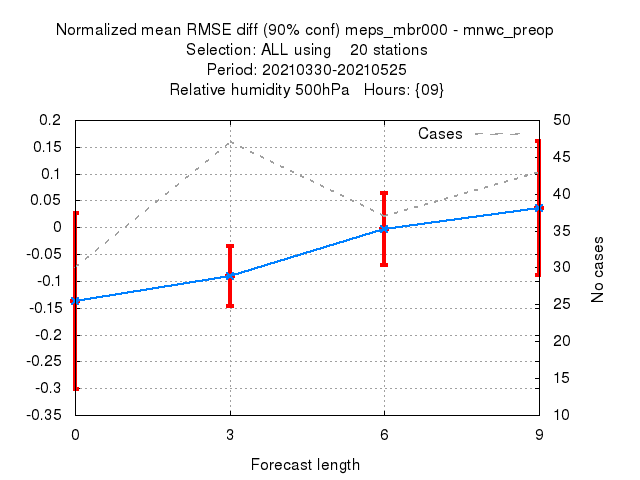 Normalized mean RMSE diff (90% conf) meps_mbr000 - mnwc_preop
Selection: ALL using    20 stations
Period: 20210330-20210525
Relative humidity 500hPa   Hours: {09}
Cases
0.2
0.15
0.1
0.05
0
-0.05
-0.1
-0.15
-0.2
-0.25
-0.3
-0.35
50
45
40
35
30
25
20
15
10
No cases
0 3 6 9
Forecast length